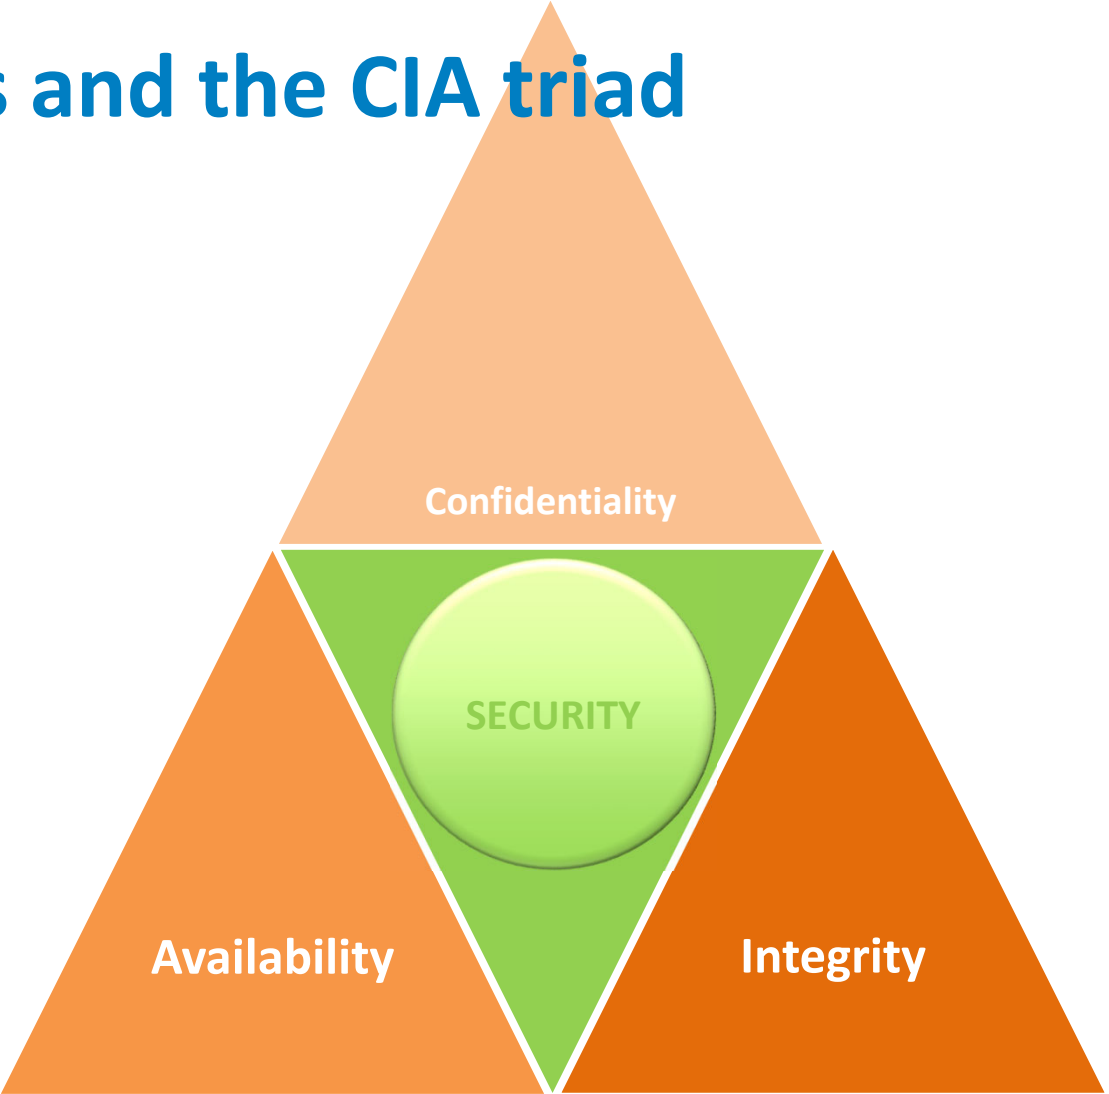 s and the CIA triad
Confidentiality
SECURITY
Availability
Integrity